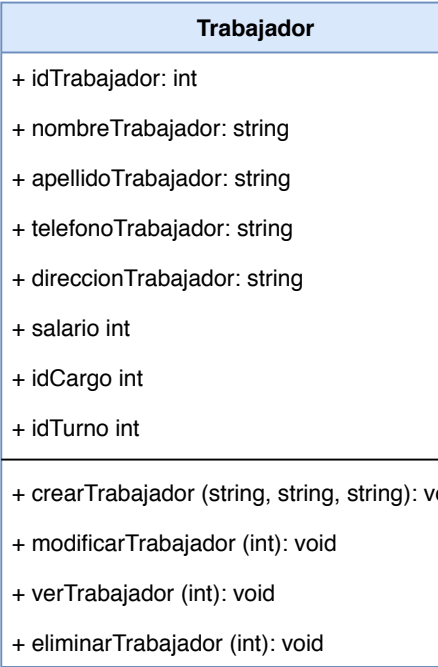 Trabajador
+ idTrabajador: int
+ nombreTrabajador: string
+ apellidoTrabajador: string
+ telefonoTrabajador: string
+ direccionTrabajador: string
+ salario int
+ idCargo int
+ idTurno int
+ crearTrabajador (string, string, string):
+ modificarTrabajador (int): void
+ verTrabajador (int): void
+ eliminarTrabajador (int): void